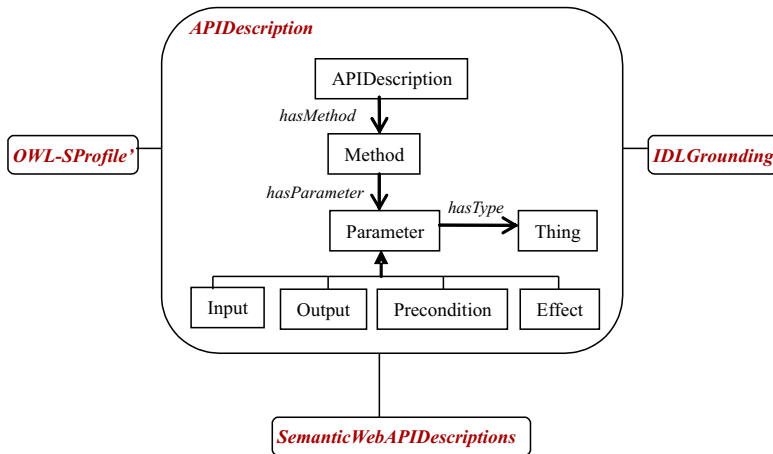 APIDescription
APIDescription
hasMethod
OWL-SProfile’
Method
IDLGrounding
hasParameter
hasType
Parameter
Thing
Input
Output
Precondition
Effect
SemanticWebAPIDescriptions